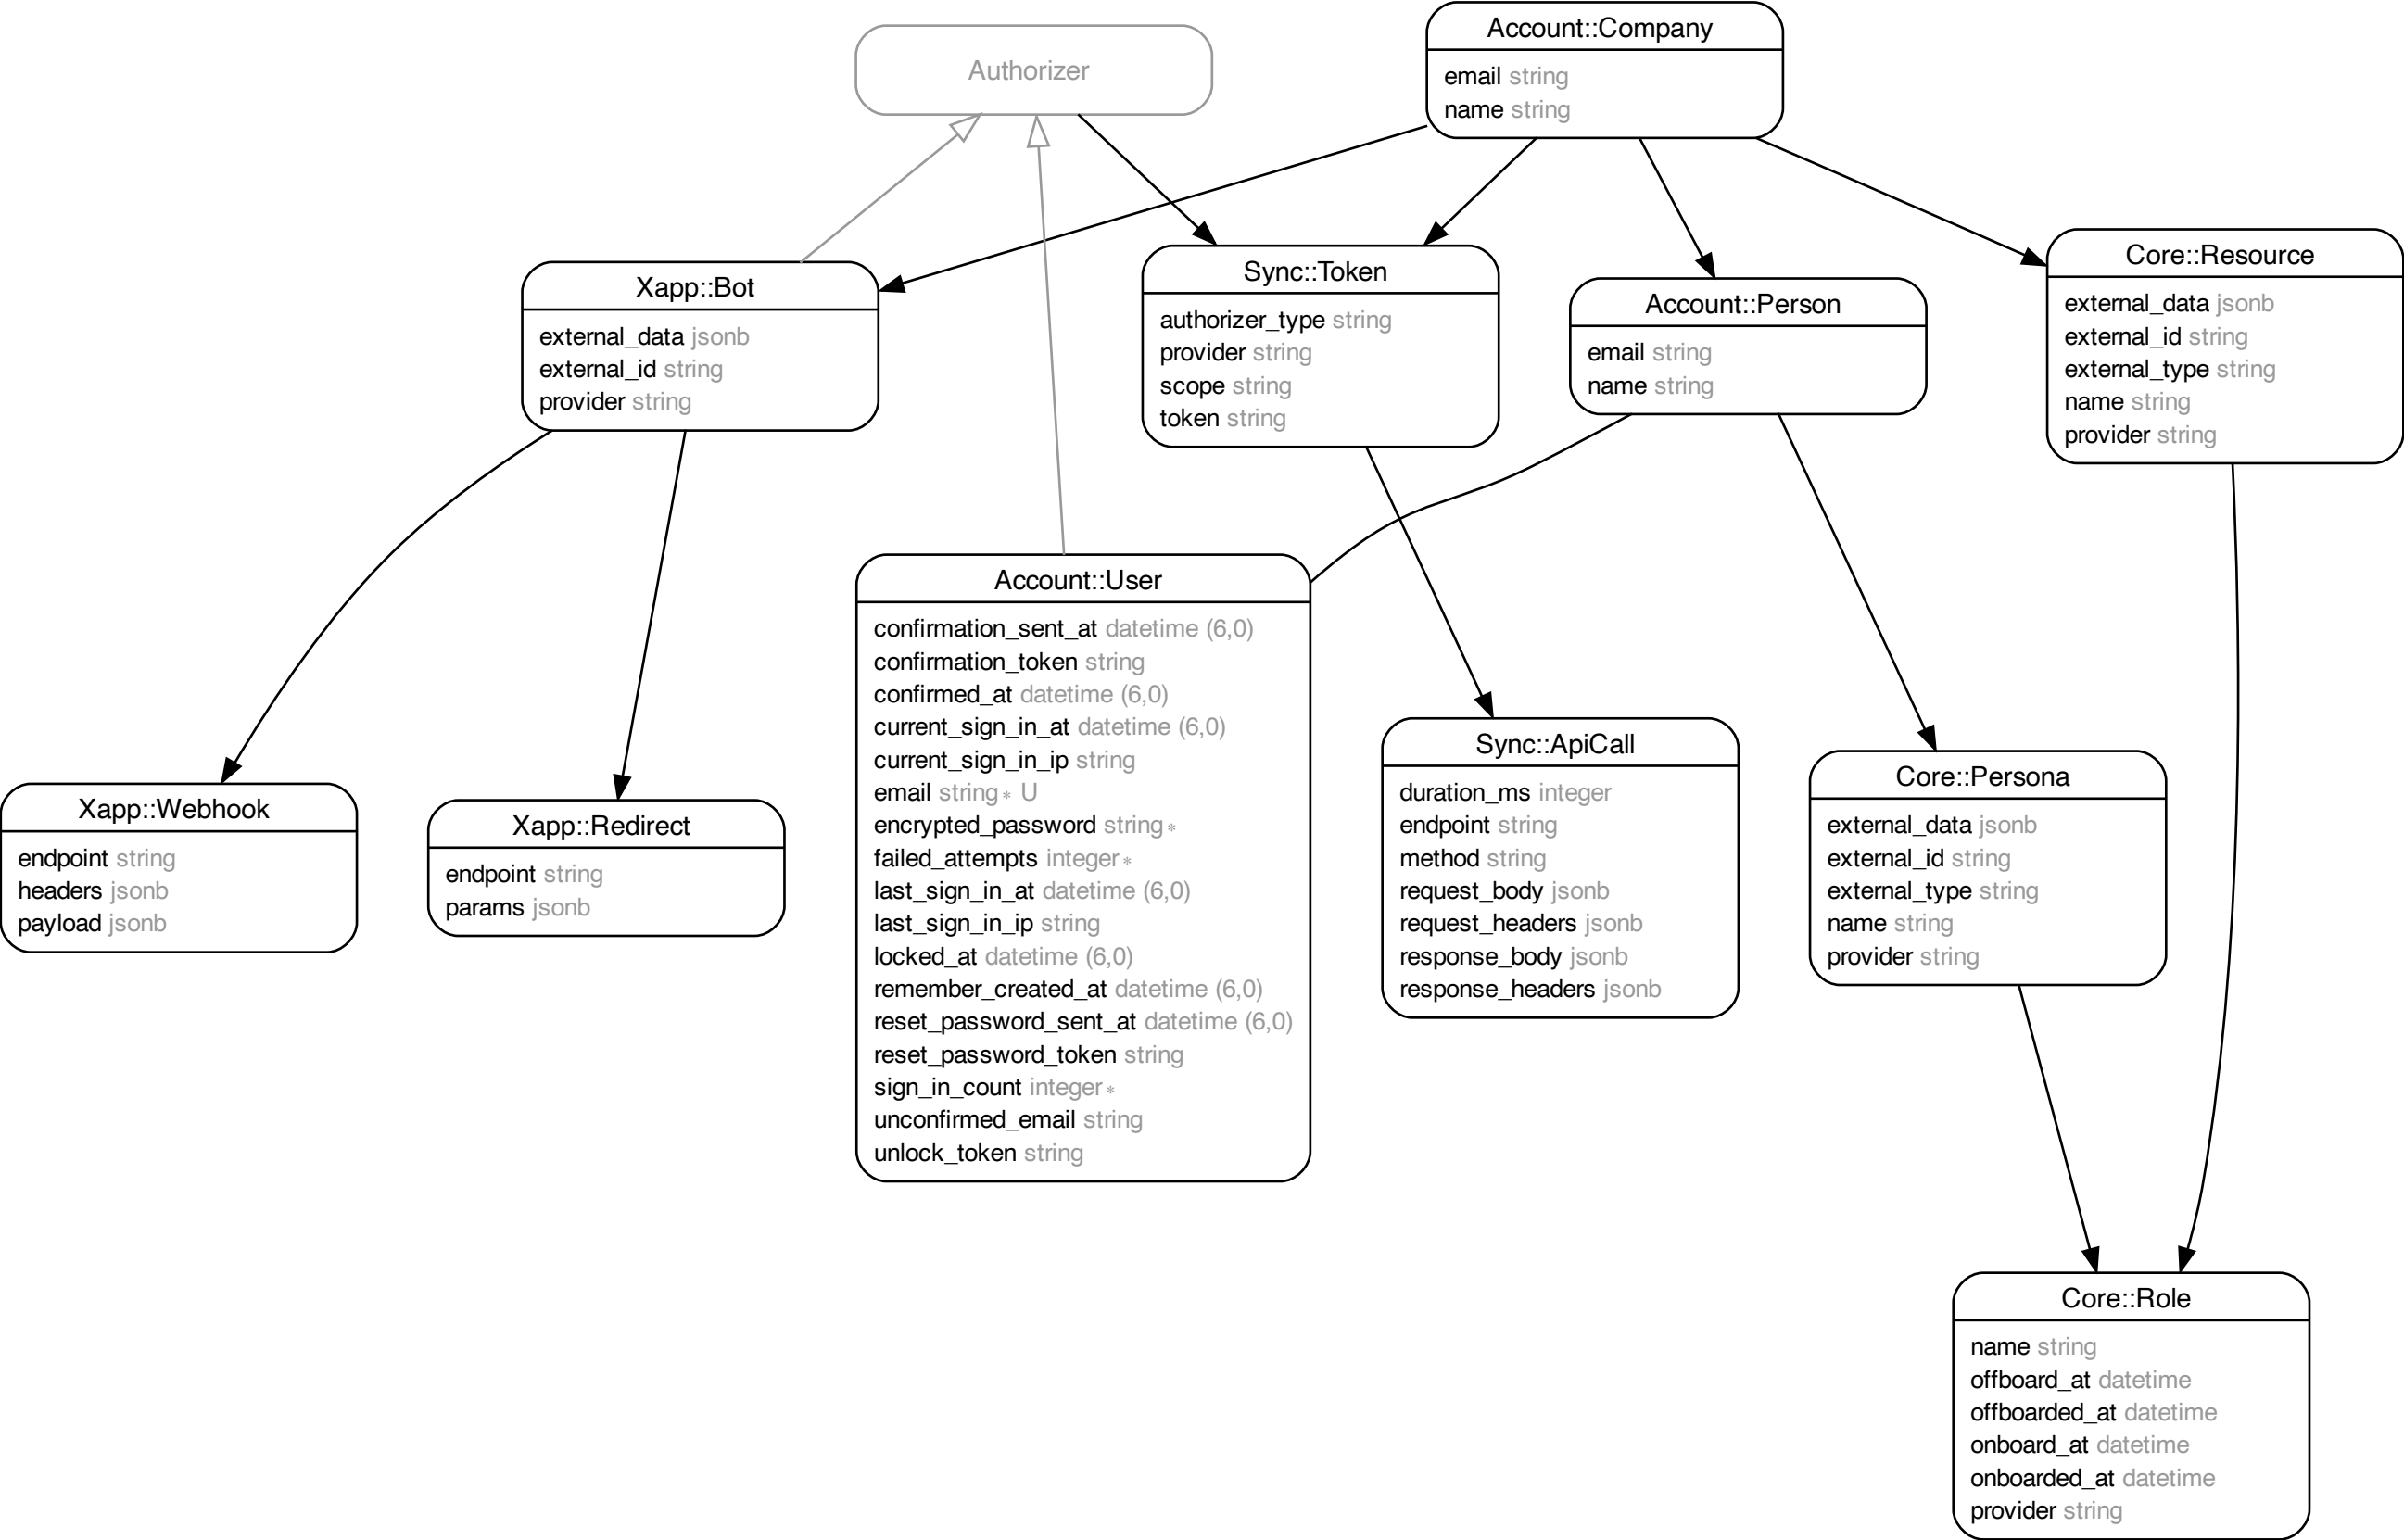 Authorizer
Account::Company
email string
name string
Xapp::Bot
external_data jsonb
external_id string
provider string
Sync::Token
authorizer_type string
provider string
scope string
token string
Account::Person
email string
name string
Core::Resource
external_data jsonb
external_id string
external_type string
name string
provider string
Account::User
confirmation_sent_at datetime (6,0)
confirmation_token string
confirmed_at datetime (6,0)
current_sign_in_at datetime (6,0)
current_sign_in_ip string
email string* U
encrypted_password string*
failed_attempts integer*
last_sign_in_at datetime (6,0)
last_sign_in_ip string
locked_at datetime (6,0)
remember_created_at datetime (6,0)
reset_password_sent_at datetime (6,0)
reset_password_token string
sign_in_count integer*
unconfirmed_email string
unlock_token string
Sync::ApiCall
duration_ms integer
endpoint string
method string
request_body jsonb
request_headers jsonb
response_body jsonb
response_headers jsonb
Core::Persona
external_data jsonb
external_id string
external_type string
name string
provider string
Xapp::Webhook
endpoint string
headers jsonb
payload jsonb
Xapp::Redirect
endpoint string
params jsonb
Core::Role
name string
offboard_at datetime
offboarded_at datetime
onboard_at datetime
onboarded_at datetime
provider string